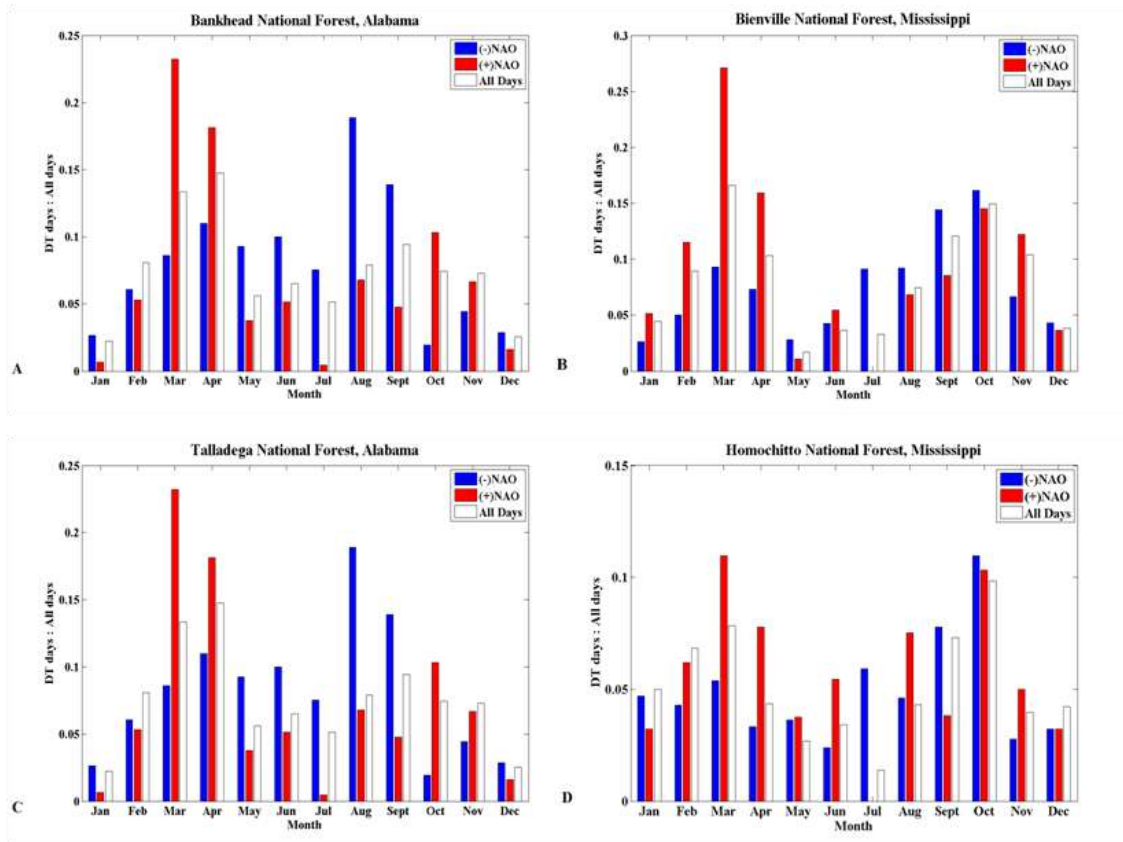 Bankhead National Forest, Alabama
0.25
0.2
0.15
0.1
0.05
0
DT days : All days
(-)NAO
(+)NAO
All Days
Jan Feb Mar Apr May Jun Jul Aug Sept Oct Nov Dec
Month
A
Bienville National Forest, Mississippi
0.3
0.25
0.2
0.15
0.1
0.05
0
DT days : All days
(-)NAO
(+)NAO
All Days
Jan Feb Mar Apr May Jun Jul Aug Sept Oct Nov Dec
Month
B
Talladega National Forest, Alabama
0.25
0.2
0.15
0.1
0.05
0
DT days : All days
(-)NAO
(+)NAO
All Days
Jan Feb Mar Apr May Jun Jul Aug Sept Oct Nov Dec
Month
C
Homochitto National Forest, Mississippi
0.15
0.1
0.05
0
DT days : All days
(-)NAO
(+)NAO
All Days
Jan Feb Mar Apr May Jun Jul Aug Sept Oct Nov Dec
Month
D